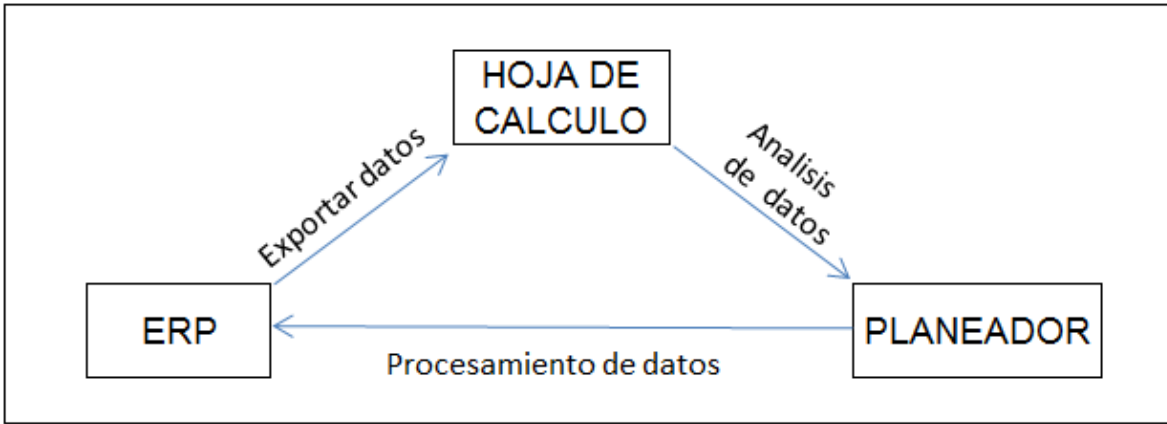 HOJA DE
CALCULO
Exportar datos
Analisis
de datos
ERP
PLANEADOR
Procesamiento de datos